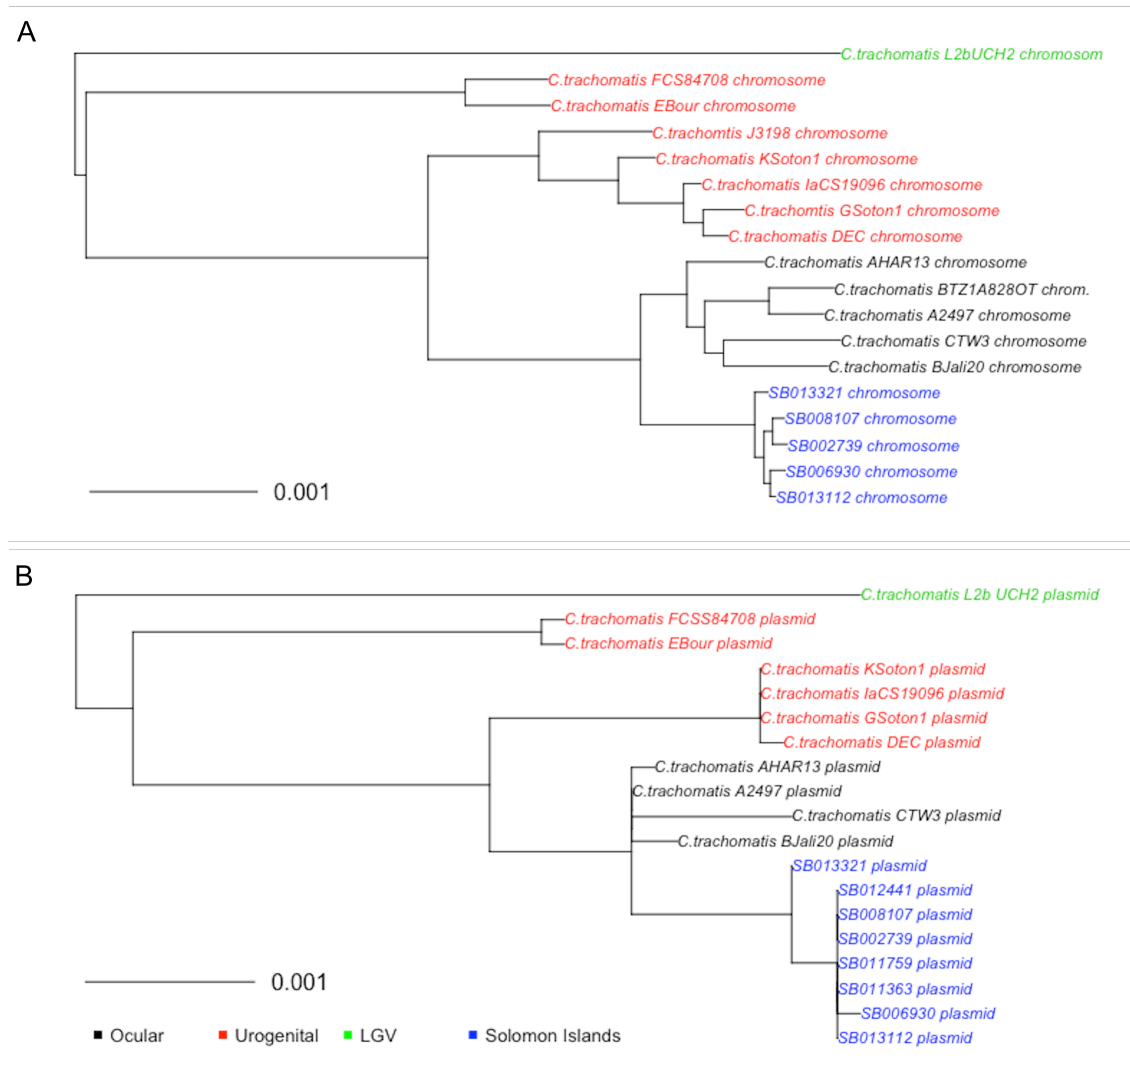 A
C.trachomatis L2bUCH2 chromosom
C.trachomatis FCS84708 chromosome
C.trachomatis EBour chromosome
C.trachomtis J3198 chromosome
C.trachomatis KSoton1 chromosome
C.trachomatis IaCS19096 chromosome
C.trachomtis GSoton1 chromosome
C.trachomatis DEC chromosome
C.trachomatis AHAR13 chromosome
C.trachomatis BTZ1A828OT chrom.
C.trachomatis A2497 chromosome
C.trachomatis CTW3 chromosome
C.trachomatis BJali20 chromosome
SB013321 chromosome
SB008107 chromosome
SB002739 chromosome
SB006930 chromosome
SB013112 chromosome
0.001
B
C.trachomatis L2b UCH2 plasmid
C.trachomatis FCSS84708 plasmid
C.trachomatis EBour plasmid
C.trachomatis KSoton1 plasmid
C.trachomatis IaCS19096 plasmid
C.trachomatis GSoton1 plasmid
C.trachomatis DEC plasmid
C.trachomatis AHAR13 plasmid
C.trachomatis A2497 plasmid
C.trachomatis CTW3 plasmid
C.trachomatis BJali20 plasmid
SB013321 plasmid
SB012441 plasmid
SB008107 plasmid
SB002739 plasmid
SB011759 plasmid
SB011363 plasmid
SB006930 plasmid
SB013112 plasmid
0.001
Ocular Urogenital LGV Solomon Islands